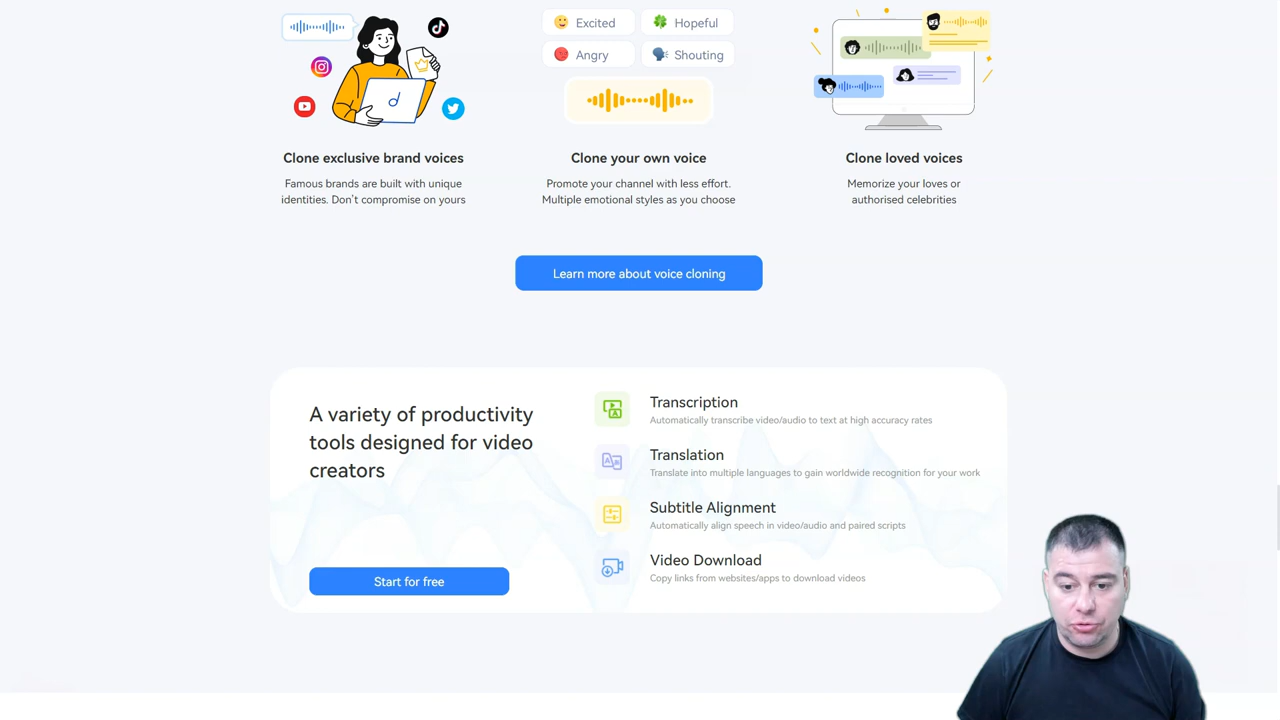 Excited
Hopeful
Angry
Shouting
Clone exclusive brand voices
Famous brands are built with unique
identities. Don't compromise on yours
Clone your own voice
Promote your channel with less effort.
Multiple emotional styles as you choose
Clone loved voices
Memorize your loves or
authorised celebrities
Learn more about voice cloning
A variety of productivity
tools designed for video
creators
Start for free
Transcription
Automatically transcribe video/audio to text at high accuracy rates
Translation
Translate into multiple languages to gain worldwide recognition for your work
Subtitle Alignment
Automatically align speech in video/audio and paired scripts
Video Download
Copy links from websites/apps to download videos